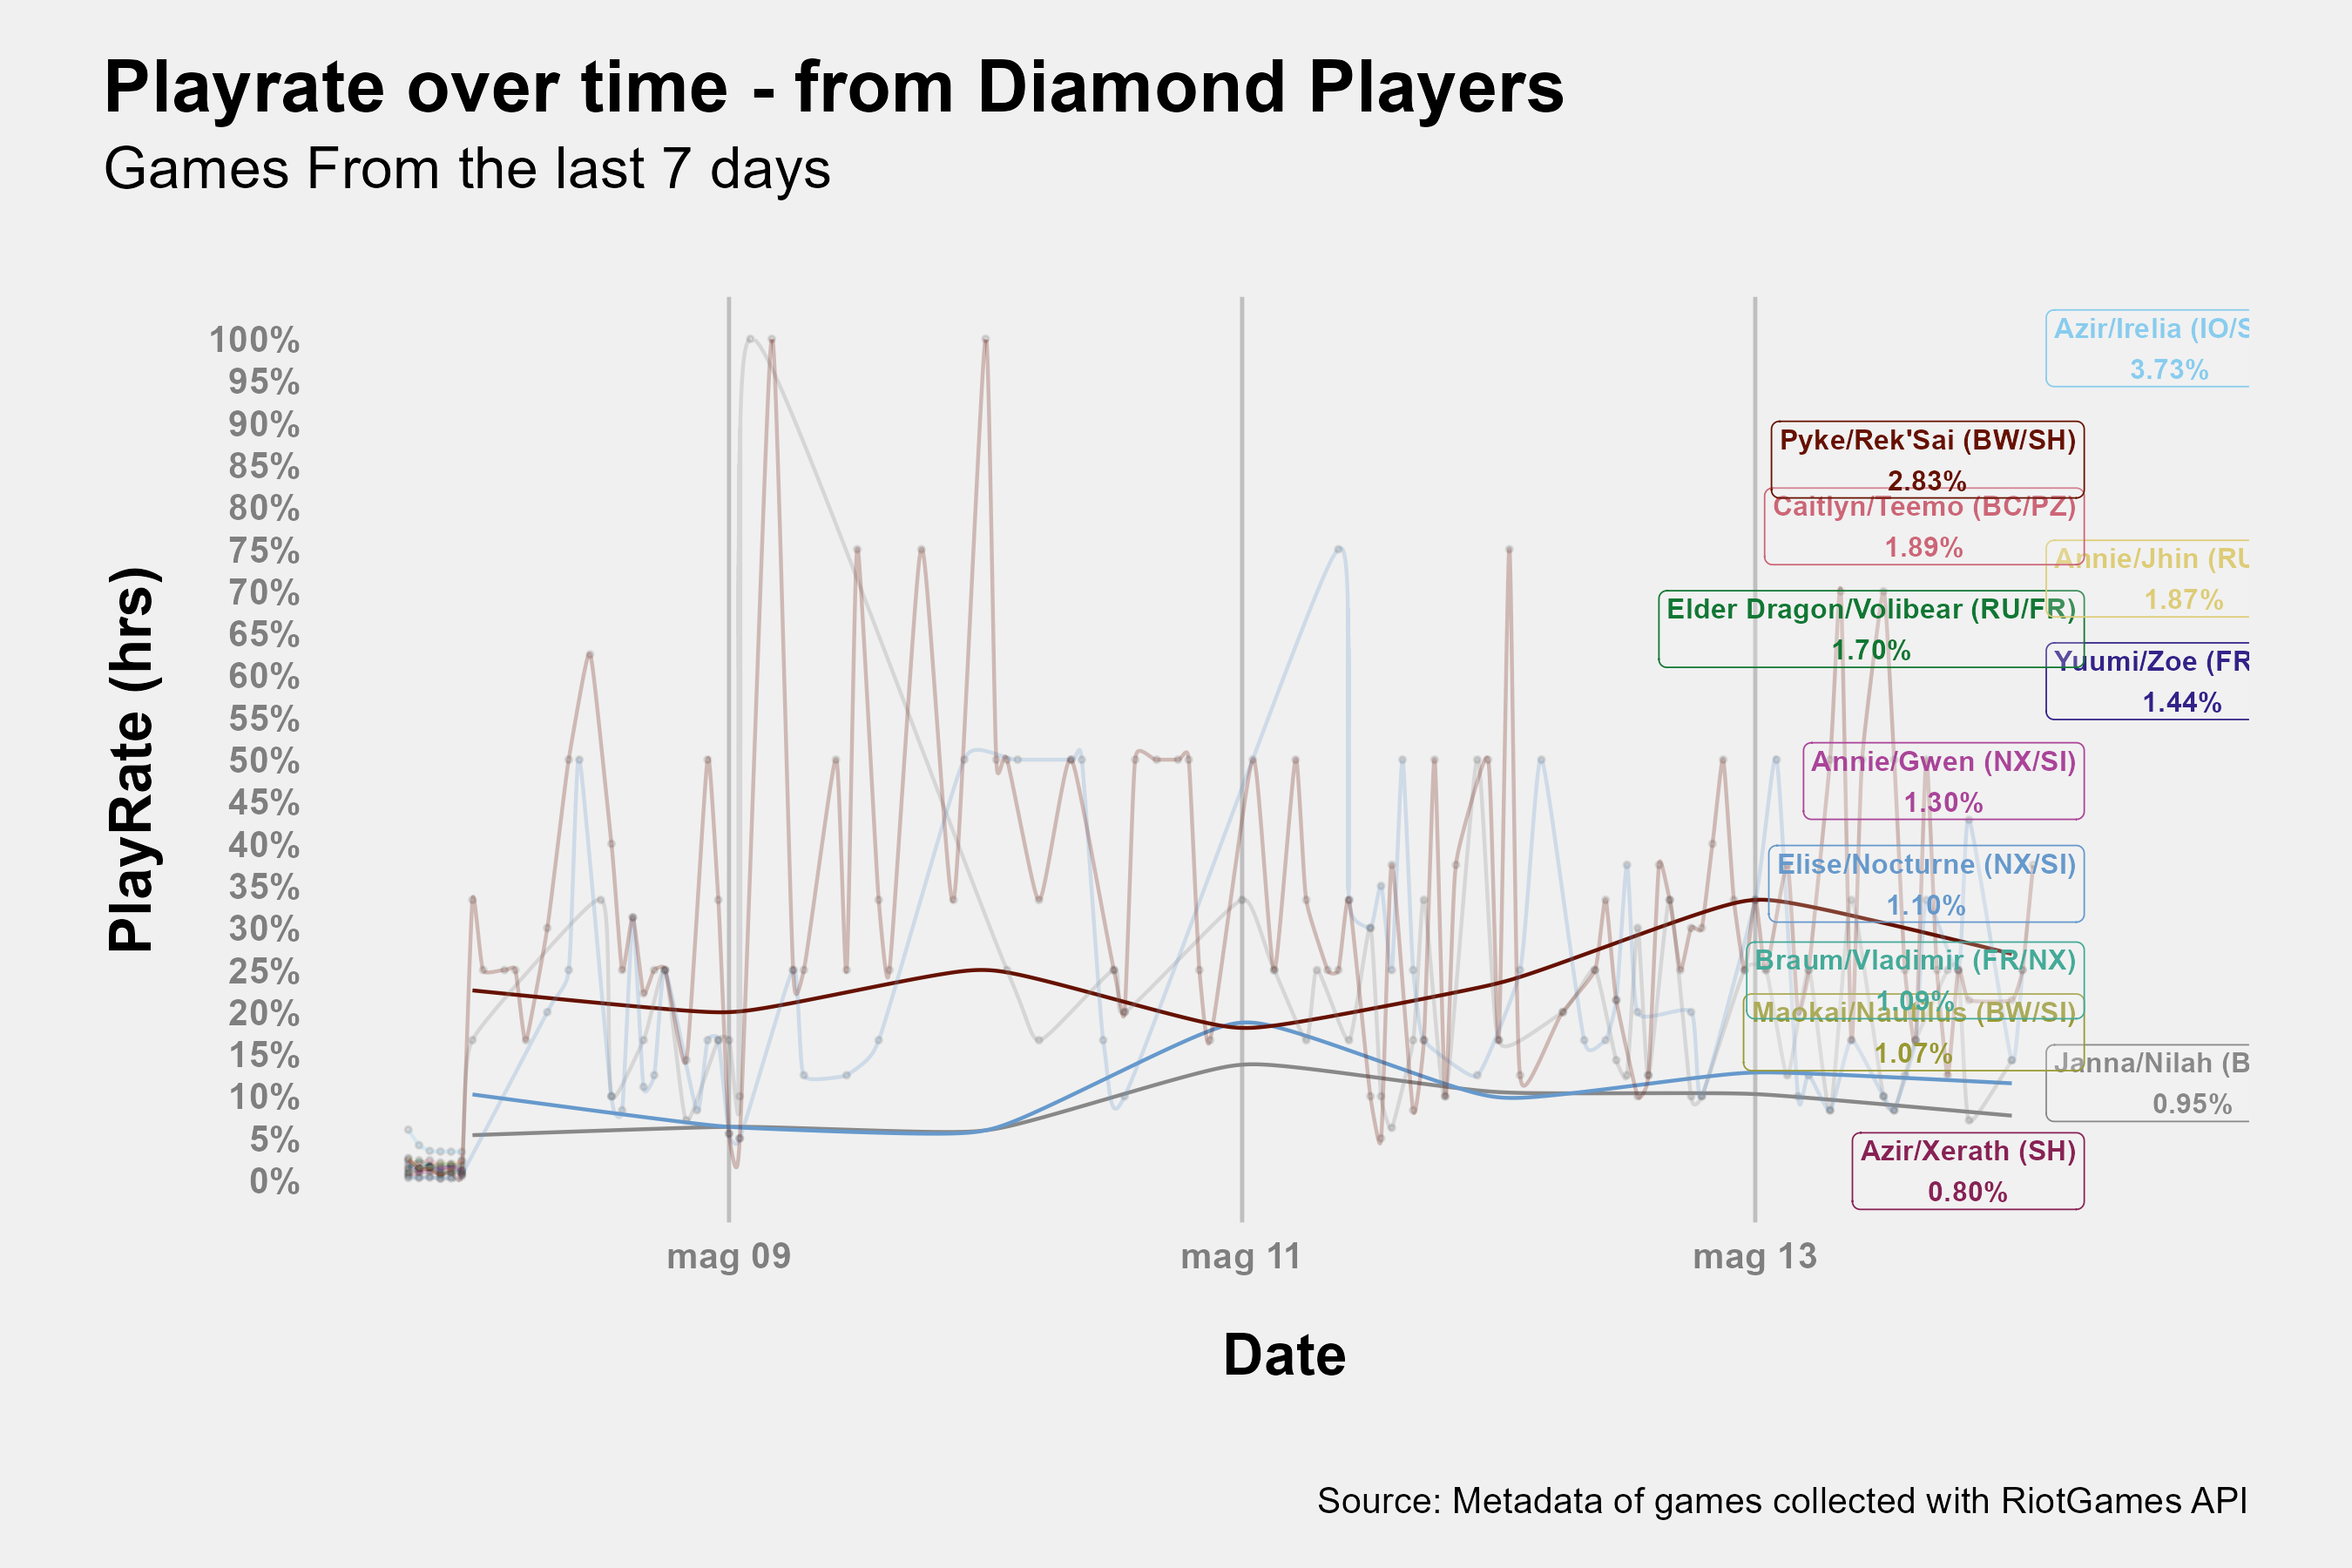 Playrate over time - from Diamond Players
Games From the last 7 days
PlayRate (hrs)
100%
95%
90%
85%
80%
75%
70%
65%
60%
55%
50%
45%
40%
35%
30%
25%
20%
15%
10%
5%
0%
Azir/Irelia (IO/S
3.73%
Pyke/Rek'Sai (BW/SH)
2.83%
Caitlyn/Teemo (BC/PZ)
1.89%
Annie/Jhin (RU
1.87%
Elder Dragon/Volibear (RU/FR)
1.70%
Yuumi/Zoe (FR
1.44%
Annie/Gwen (NX/SI)
1.30%
Elise/Nocturne (NX/SI)
1.10%
Braum/Vladimir (FR/NX)
1.09%
Maokai/Nautilus (BW/SI)
1.07%
Janna/Nilah (B
0.95%
Azir/Xerath (SH)
0.80%
mag 09
mag 11
mag 13
Date
Source: Metadata of games collected with RiotGames API